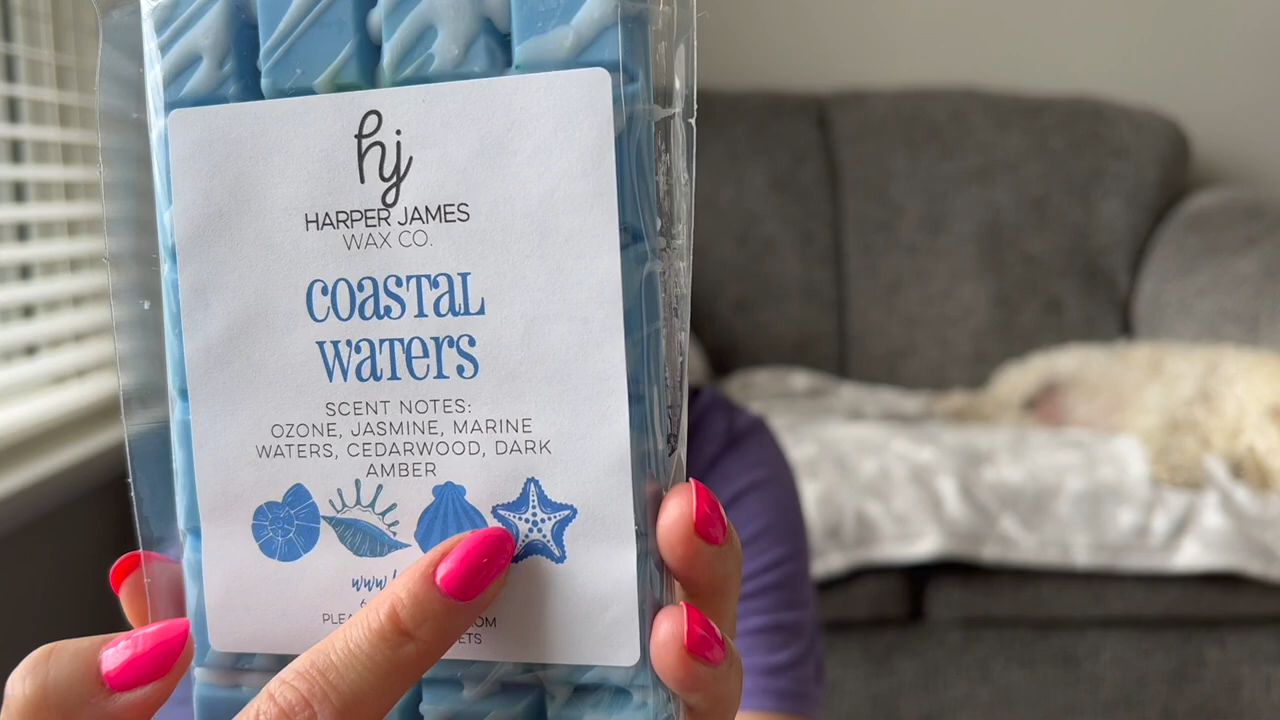 hj
HARPER JAMES
WAX CO.
COASTAL
WATERS
SCENT NOTES:
OZONE, JASMINE, MARINE
WATERS, CEDARWOOD, DARK
AMBER